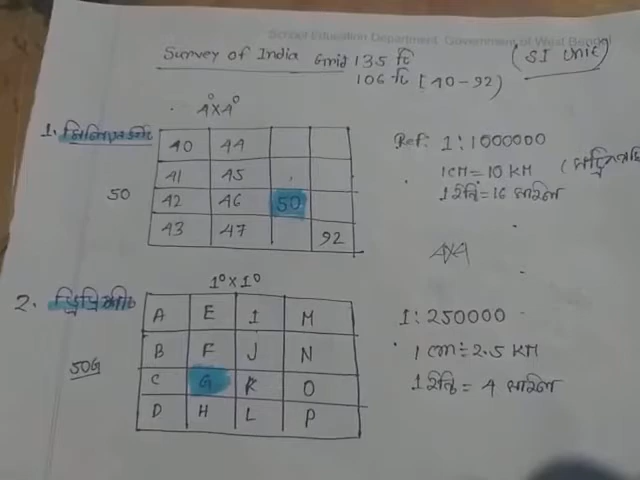 School Education Department, Government of West Bengal
Survey of India Grid 135 টি (SI Unit)
106 টি [40-92)
4°X4°
1. মিলিয়ন শীট
40 44
41 45
50 42 46 50
43 47 92
Ref: 1:1000000
1CM=10 KM
1 ইঞ্চি=16 মাইল
4X4
1°X1°
2. ডিগ্রি শীট
A E I M
B F J N
50G C G K O
D H L P
1:250000
1 cm=2.5 KM
1 ইঞ্চি= 4 মাইল